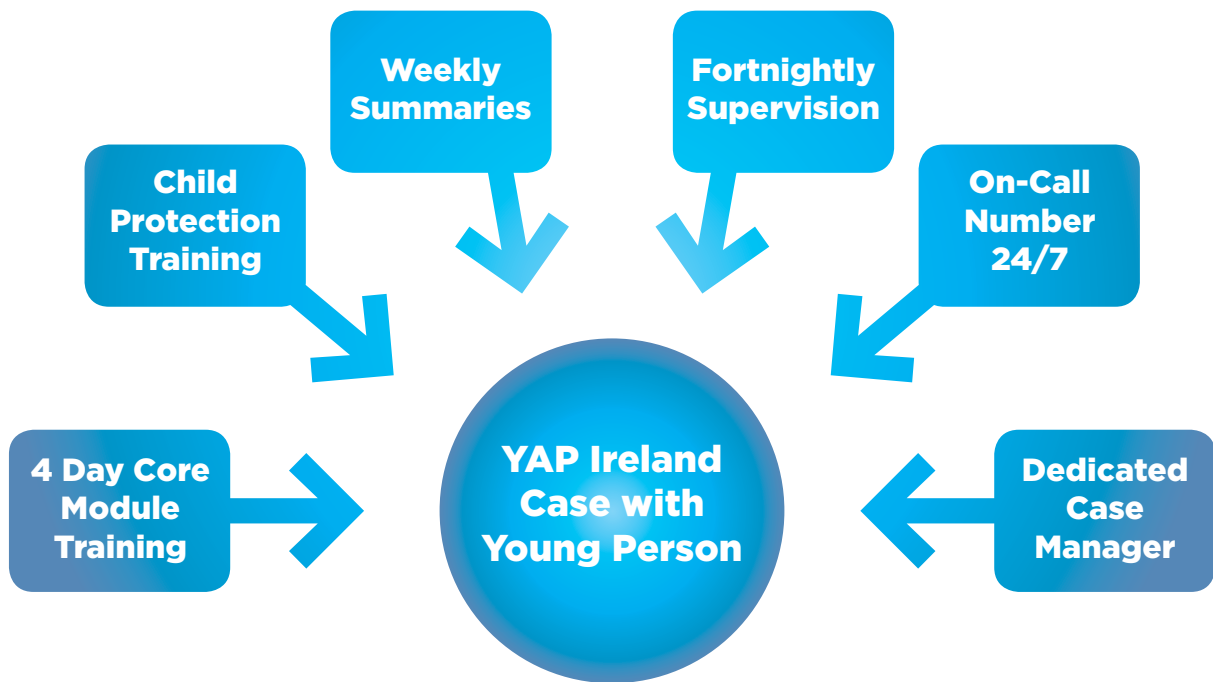 Weekly
Summaries
Fortnightly
Supervision
Child
Protection
Training
On-Call
Number
24/7
4 Day Core
Module
Training
YAP Ireland
Case with
Young Person
Dedicated
Case
Manager